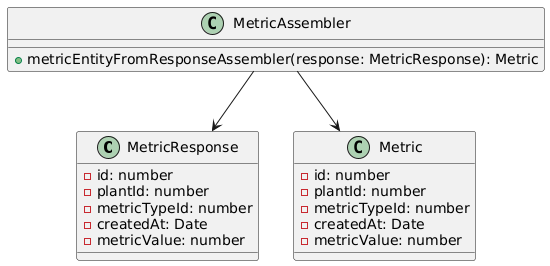 C MetricAssembler
metricEntityFromResponseAssembler(response: MetricResponse): Metric
C MetricResponse
id: number
plantId: number
metricTypeId: number
createdAt: Date
metricValue: number
C Metric
id: number
plantId: number
metricTypeId: number
createdAt: Date
metricValue: number